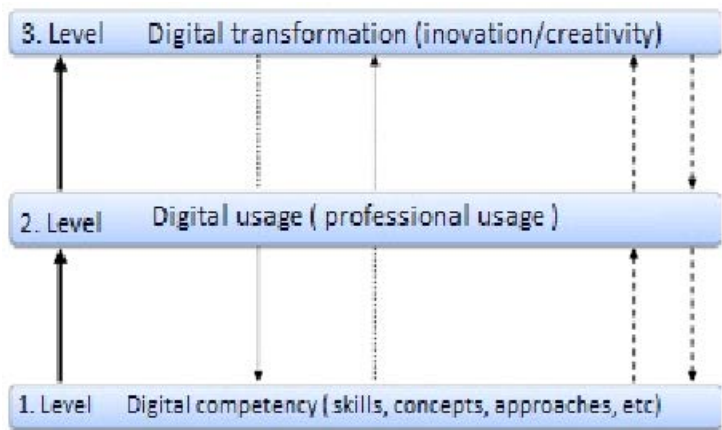 3. Level Digital transformation (inovation/creativity)
2. Level Digital usage ( professional usage )
1. Level Digital competency ( skills, concepts, approaches, etc)